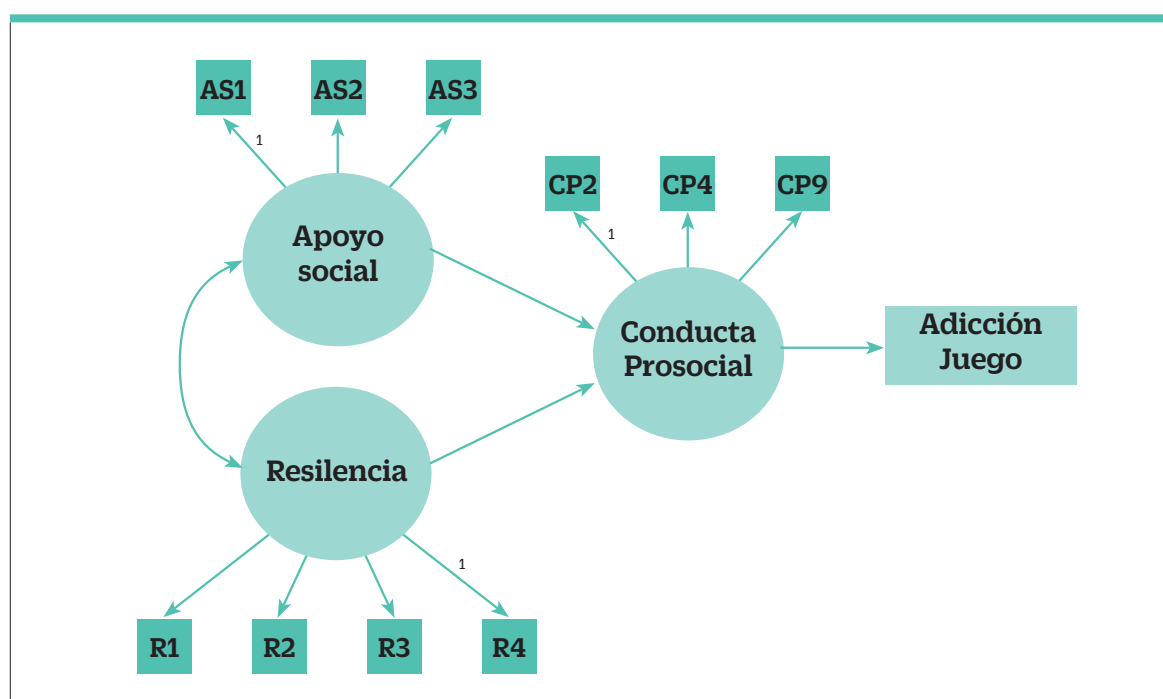 AS1
AS2
AS3
1
CP2
CP4
CP9
1
Apoyo
social
Conducta
Prosocial
Adicción
Juego
Resilencia
1
R1
R2
R3
R4